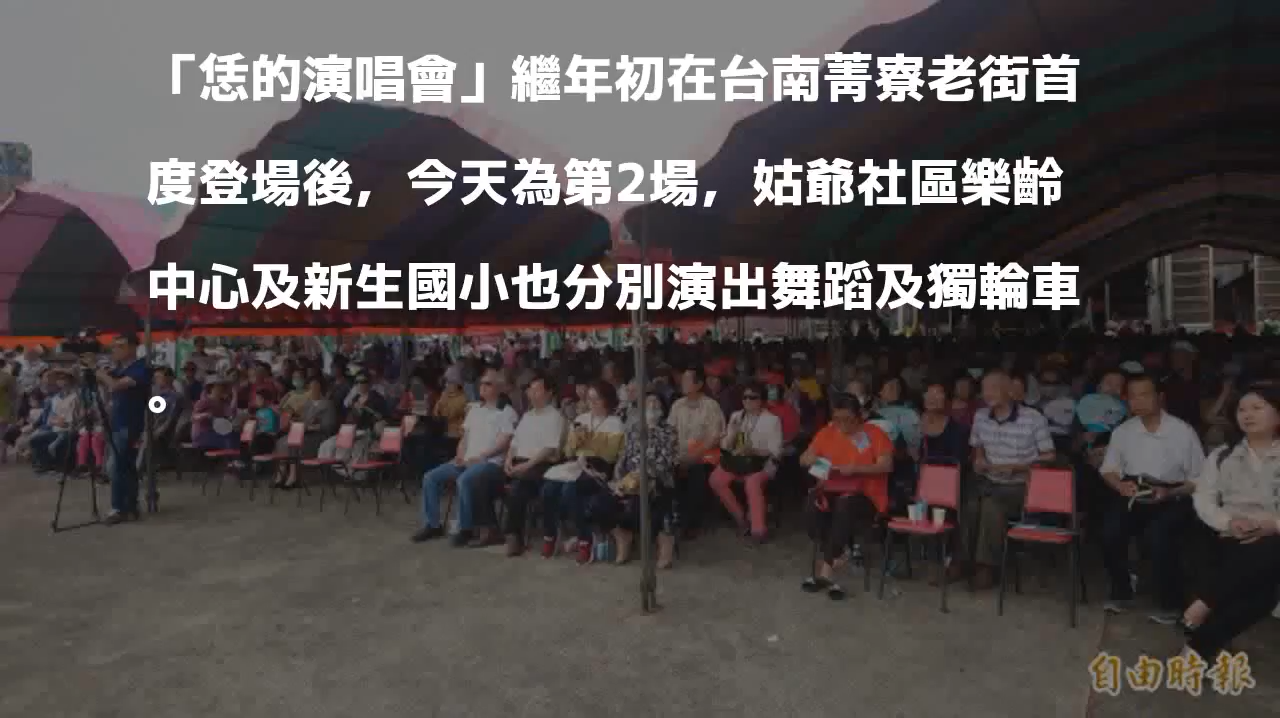 「恁的演唱會」繼年初在台南菁寮老街首
度登場後，今天為第2場，姑爺社區樂齡
中心及新生國小也分別演出舞蹈及獨輪車
。
自由時報